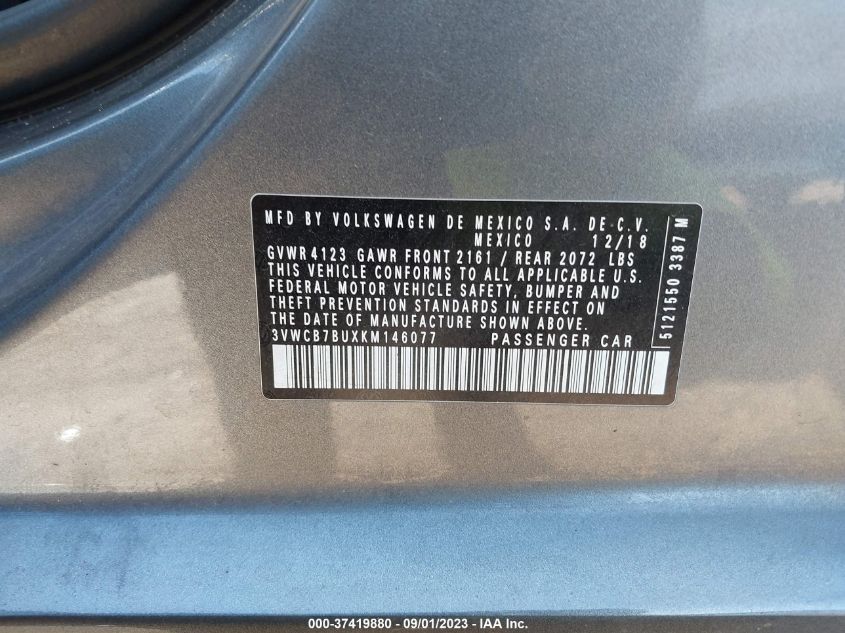 MFD BY VOLKSWAGEN DE MEXICO S.A. DE C.V.
MEXICO 12/18
GVWR 4123 GAWR FRONT 2161 / REAR 2072 LBS
THIS VEHICLE CONFORMS TO ALL APPLICABLE U.S.
FEDERAL MOTOR VEHICLE SAFETY, BUMPER AND
THEFT PREVENTION STANDARDS IN EFFECT ON
THE DATE OF MANUFACTURE SHOWN ABOVE.
3VWCB7BUXKM146077 PASSENGER CAR
5121550 3387 M
000-37419880 - 09/01/2023 - IAA Inc.